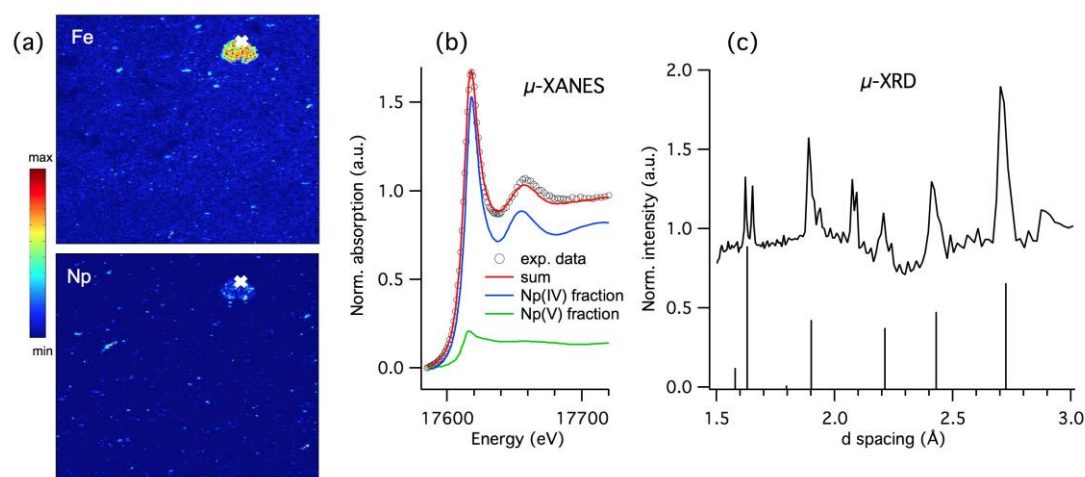 (a)
Fe
max
min
Np
(b)
μ-XANES
Norm. absorption (a.u.)
1.5
1.0
0.5
0.0
exp. data
sum
Np(IV) fraction
Np(V) fraction
17600
17700
Energy (eV)
(c)
μ-XRD
Norm. intensity (a.u.)
2.0
1.5
1.0
0.5
0.0
1.5
2.0
2.5
3.0
d spacing (Å)